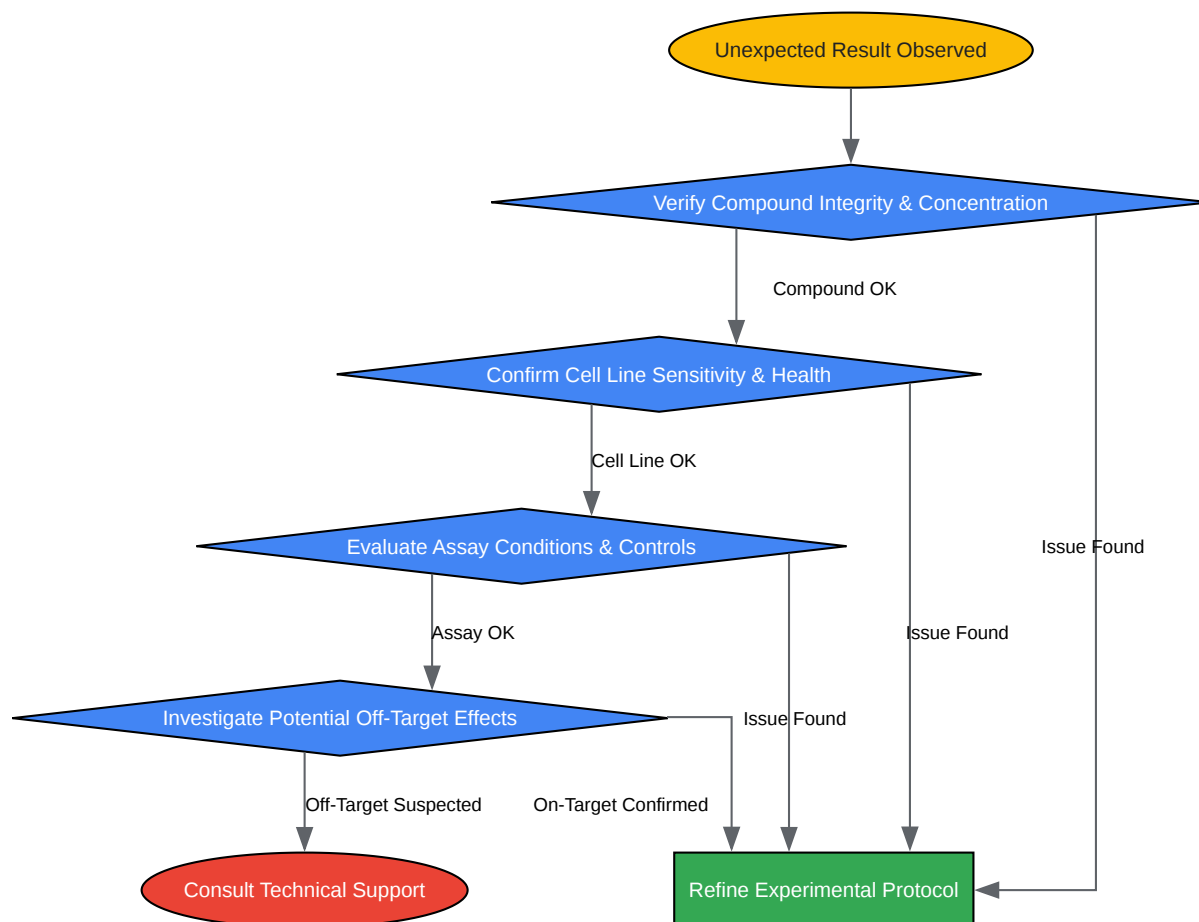 Unexpected Result Observed
Verify Compound Integrity & Concentration
Compound OK
Confirm Cell Line Sensitivity & Health
Cell Line OK
Evaluate Assay Conditions & Controls
Issue Found
Assay OK
Issue Found
Investigate Potential Off-Target Effects
Issue Found
Off-Target Suspected
On-Target Confirmed
Consult Technical Support
Refine Experimental Protocol